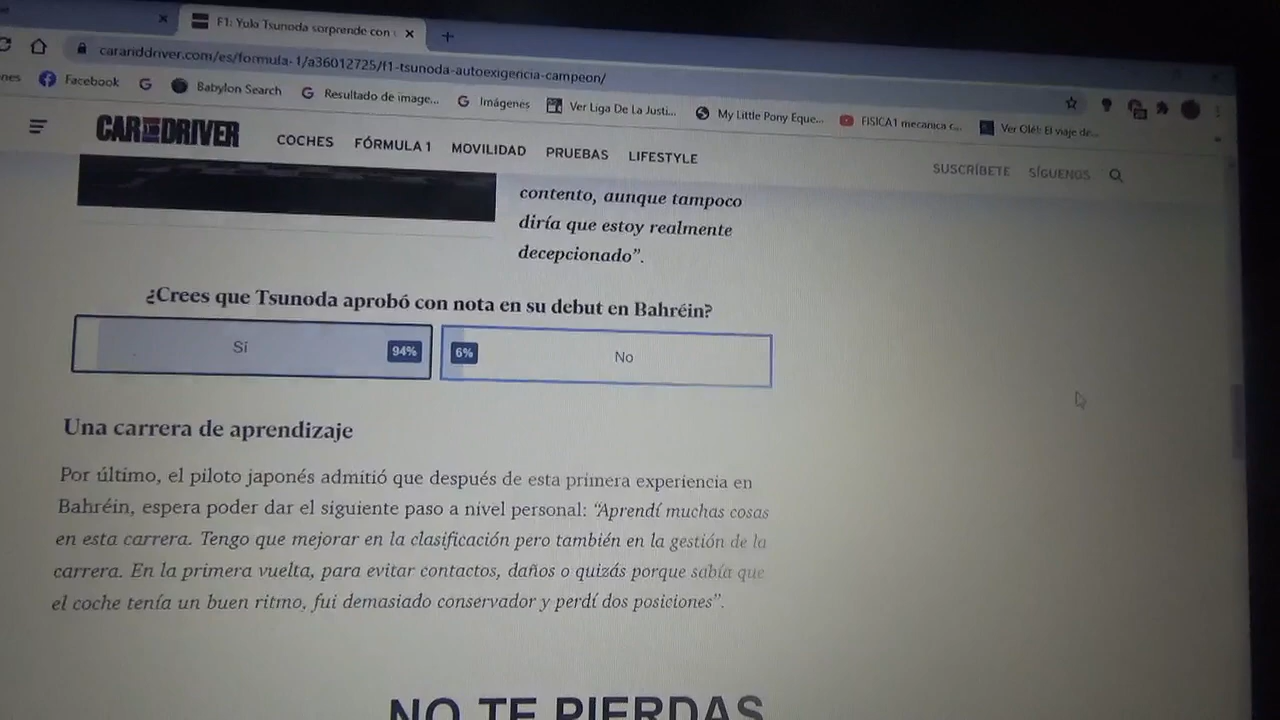 F1: Yuki Tsunoda sorprende con s
caranddriver.com/es/formula-1/a36012725/f1-tsunoda-autoexigencia-campeon/
nes Facebook Babylon Search Resultado de image... Imágenes Ver Liga De La Justi... My Little Pony Eque... FISICA1 mecanica c... Ver Olé!: El viaje de...
CAR AND DRIVER COCHES FÓRMULA 1 MOVILIDAD PRUEBAS LIFESTYLE SUSCRÍBETE SÍGUENOS
contento, aunque tampoco
diría que estoy realmente
decepcionado”.
¿Crees que Tsunoda aprobó con nota en su debut en Bahréin?
Sí 94% 6% No
Una carrera de aprendizaje
Por último, el piloto japonés admitió que después de esta primera experiencia en
Bahréin, espera poder dar el siguiente paso a nivel personal: “Aprendí muchas cosas
en esta carrera. Tengo que mejorar en la clasificación pero también en la gestión de la
carrera. En la primera vuelta, para evitar contactos, daños o quizás porque sabía que
el coche tenía un buen ritmo, fui demasiado conservador y perdí dos posiciones”.
NO TE PIERDAS